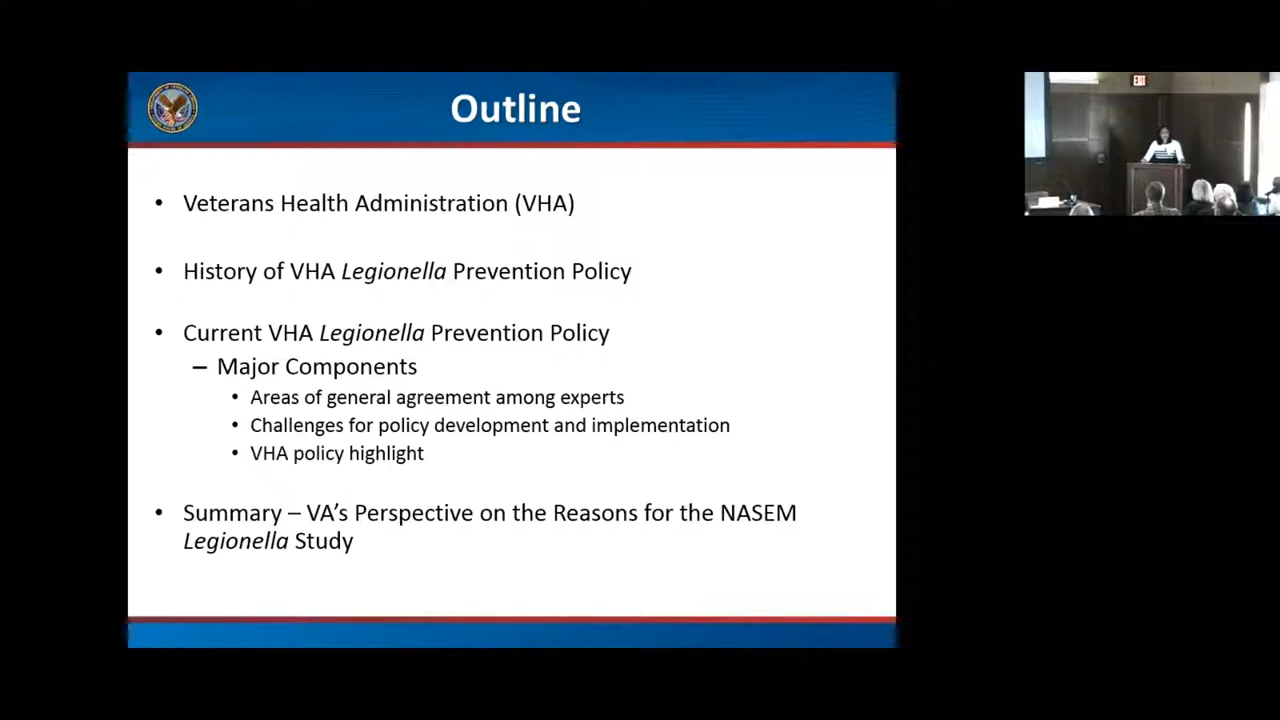 Outline
• Veterans Health Administration (VHA)
• History of VHA Legionella Prevention Policy
• Current VHA Legionella Prevention Policy
– Major Components
• Areas of general agreement among experts
• Challenges for policy development and implementation
• VHA policy highlight
• Summary – VA's Perspective on the Reasons for the NASEM
Legionella Study
EXIT